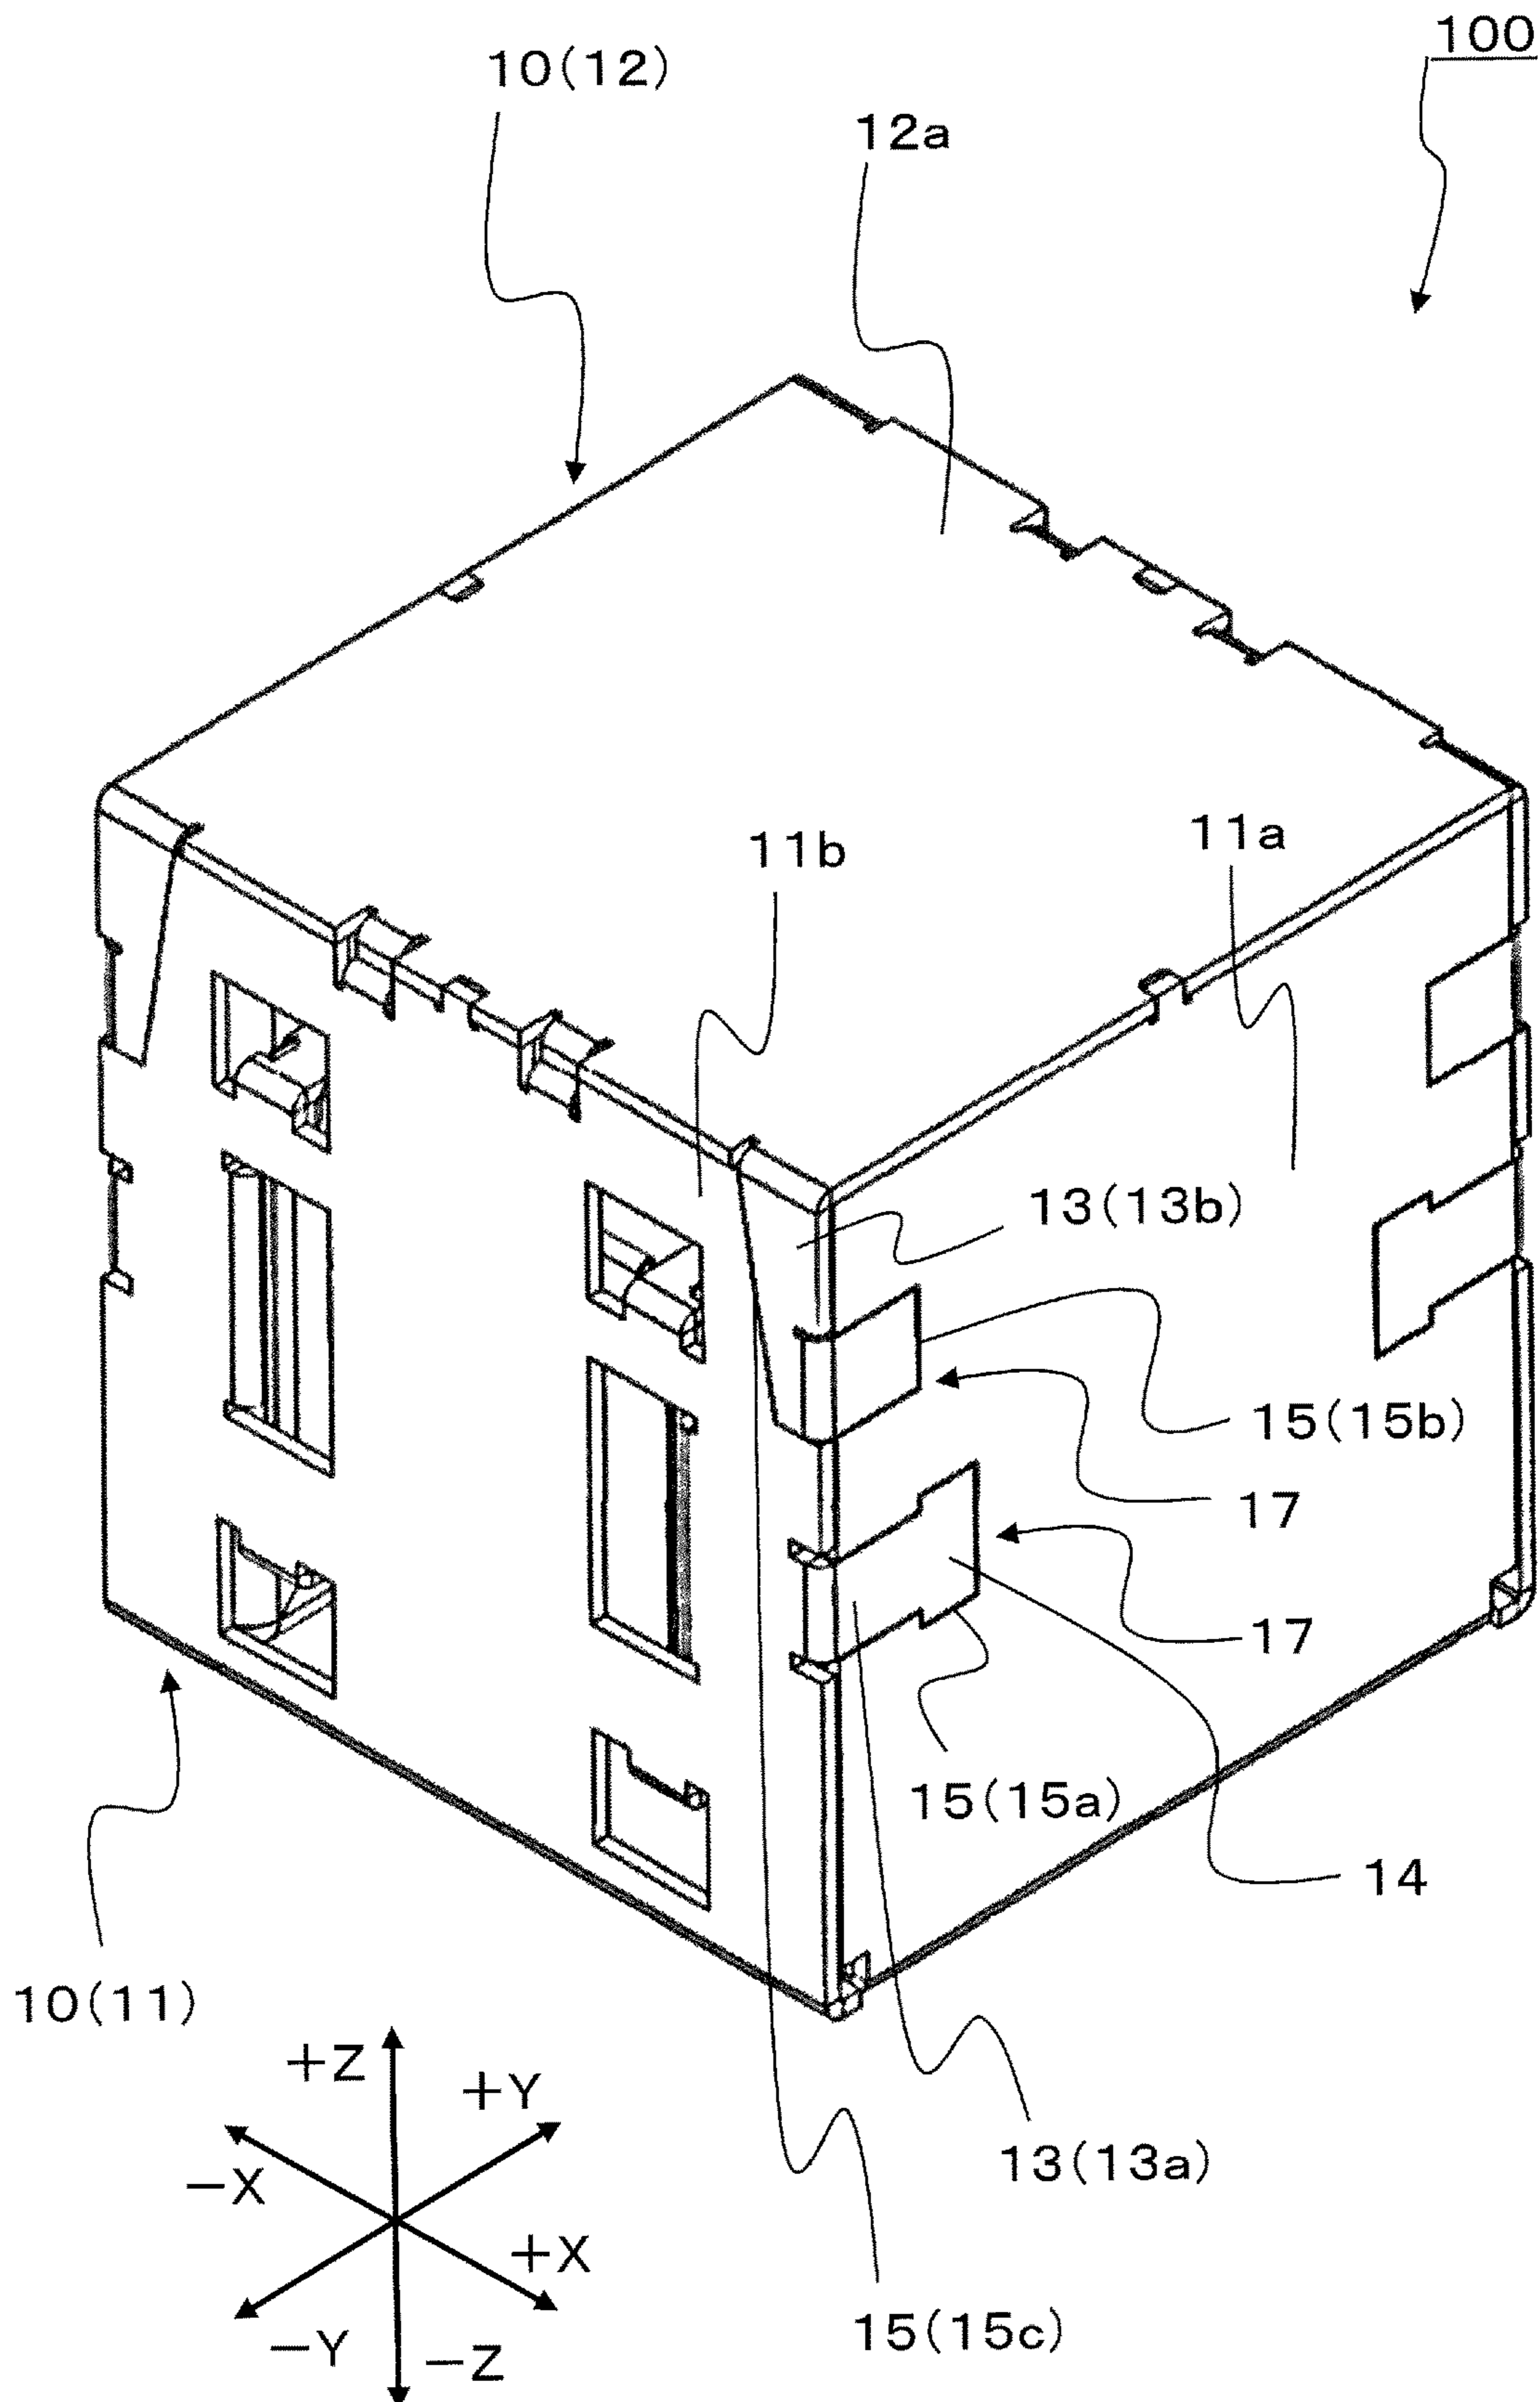 100
10(12)
12a
11b
11a
13(13b)
15(15b)
17
17
15(15a)
14
10(11)
+Z
+Y
−X
13(13a)
+X
−Y
−Z
15(15c)